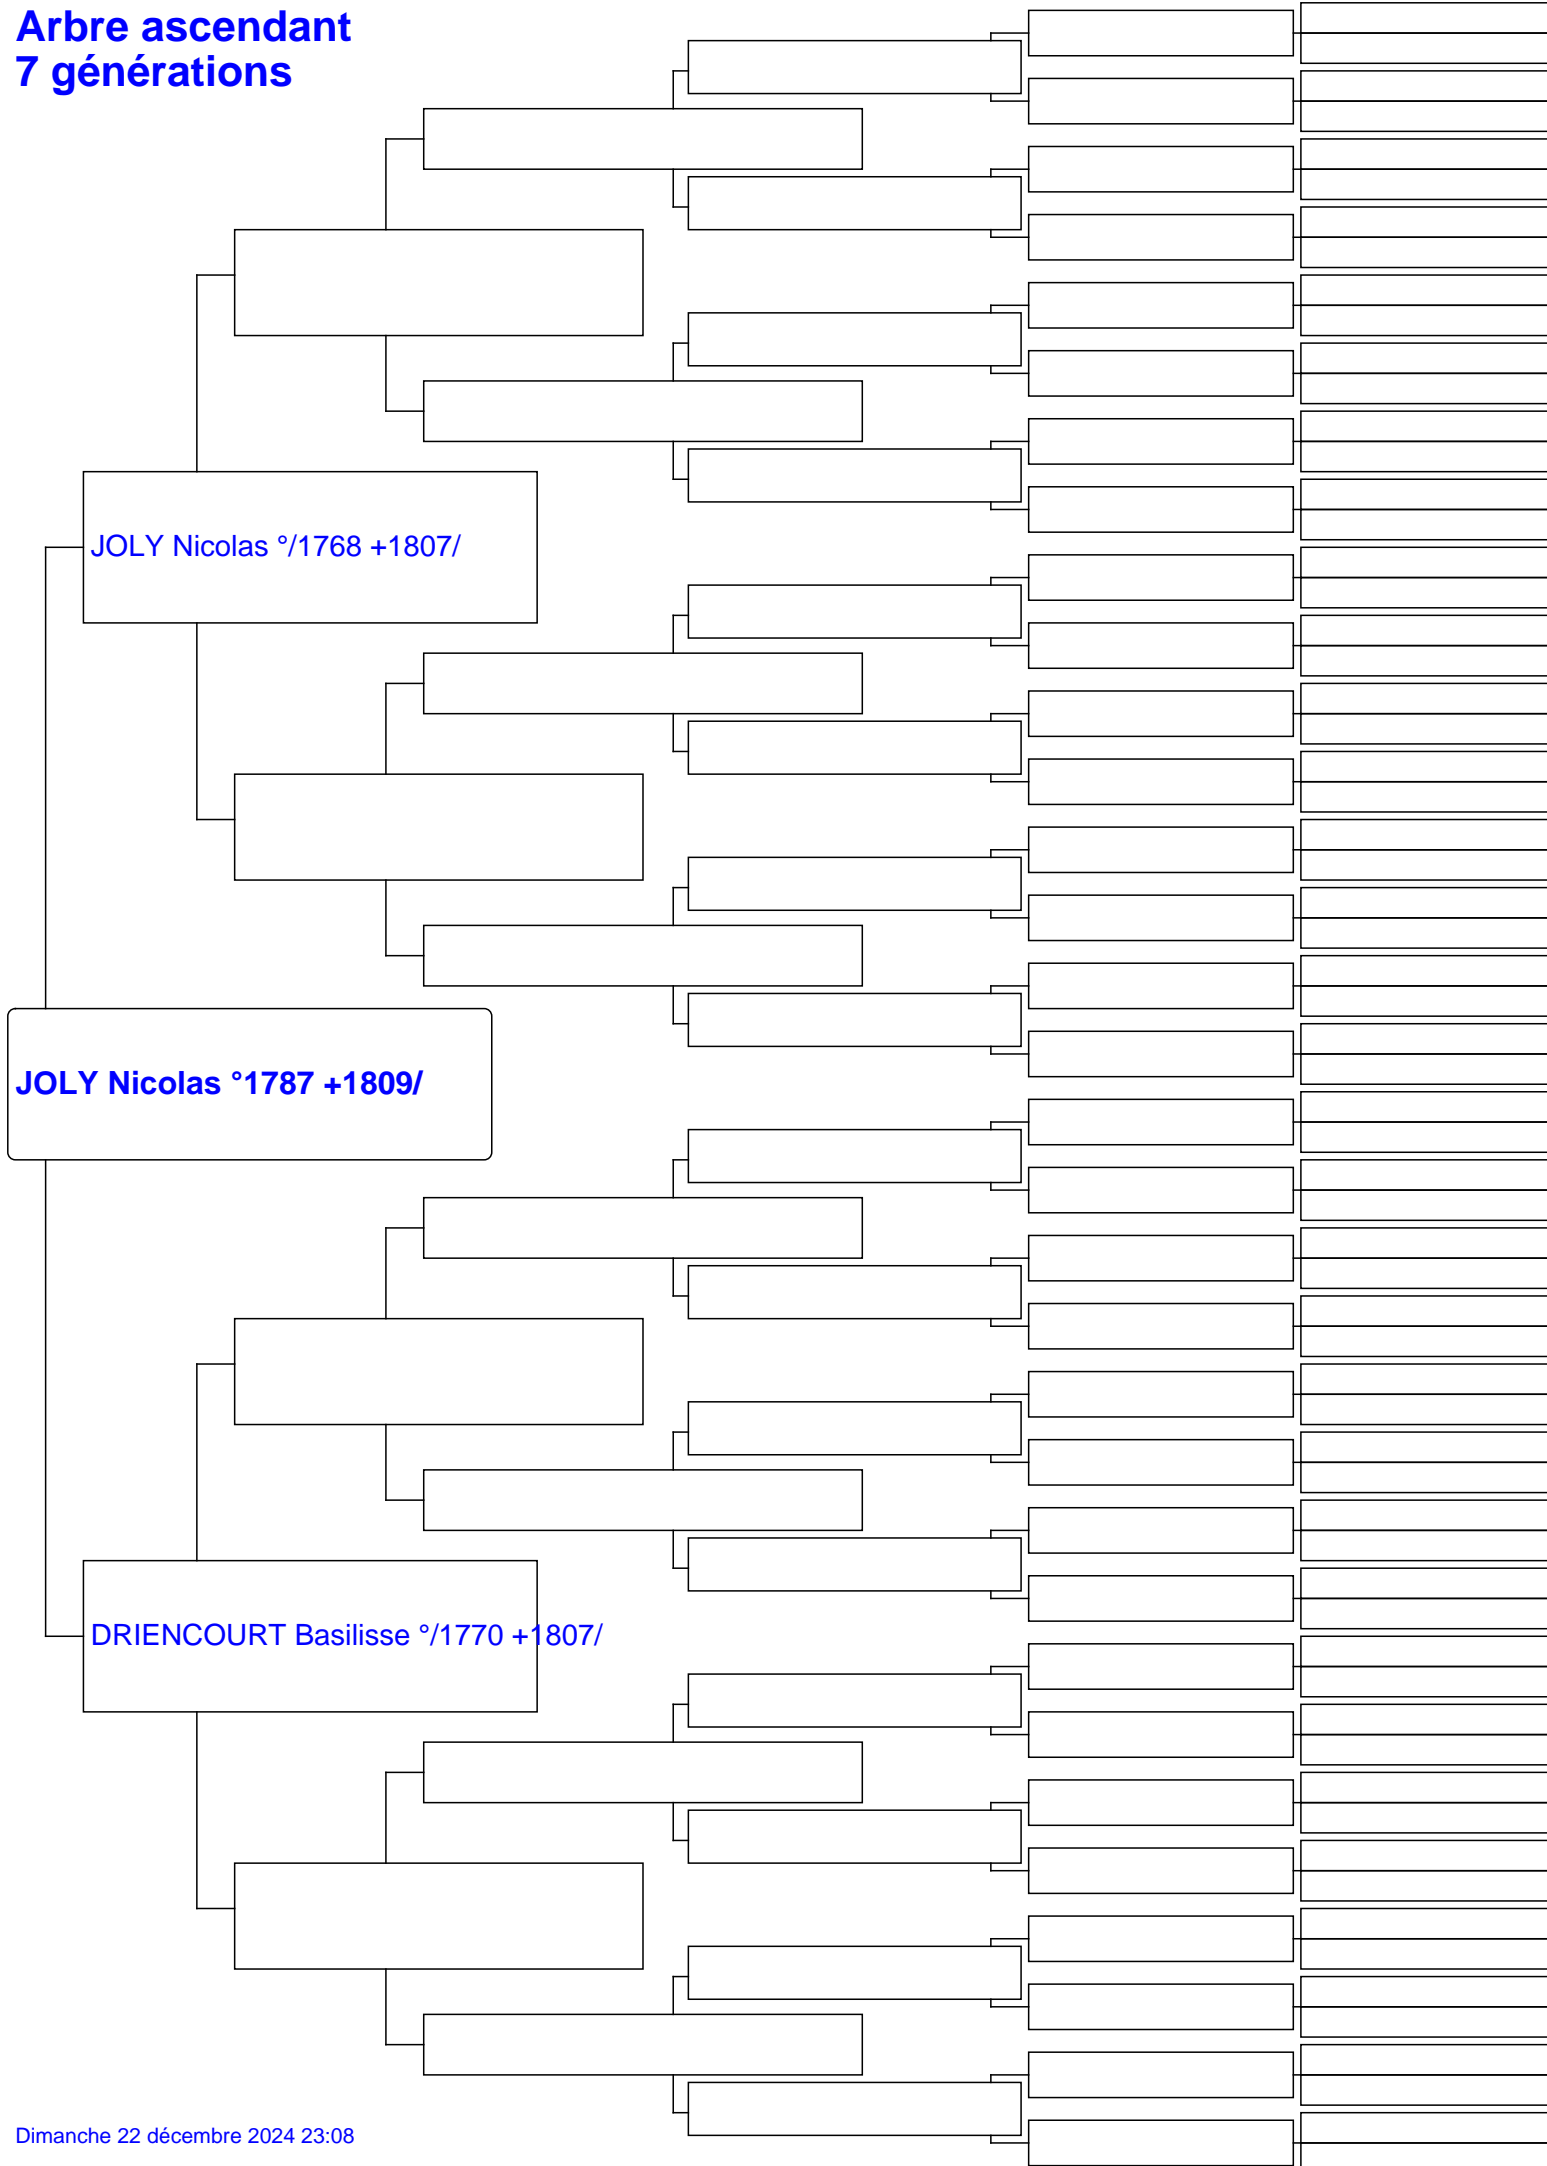 Arbre ascendant
7 générations
JOLY Nicolas °/1768 +1807/
JOLY Nicolas °1787 +1809/
DRIENCOURT Basilisse °/1770 +1807/
Dimanche 22 décembre 2024 23:08